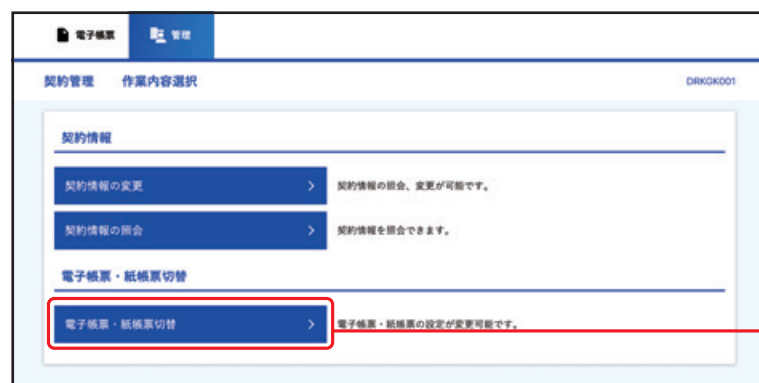 電子帳票 管理
契約管理 作業内容選択 DRKGK001
契約情報
契約情報の変更 契約情報の照会、変更が可能です。
契約情報の照会 契約情報を照会できます。
電子帳票・紙帳票切替
電子帳票・紙帳票切替 電子帳票・紙帳票の設定が変更可能です。